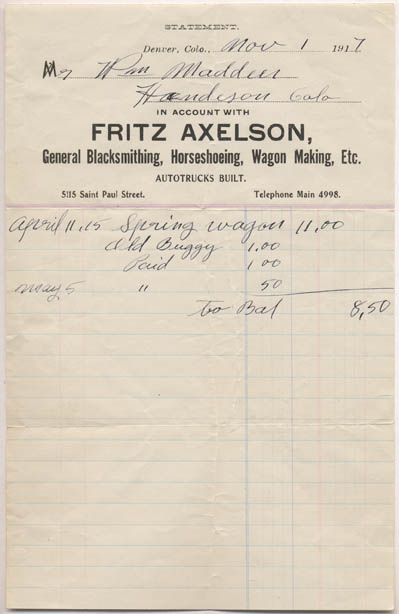 STATEMENT.
Denver, Colo., Nov 1 1917
Mr Wm Madden
Henderson Colo
IN ACCOUNT WITH
FRITZ AXELSON,
General Blacksmithing, Horseshoeing, Wagon Making, Etc.
AUTOTRUCKS BUILT.
5115 Saint Paul Street. Telephone Main 4998.
April 11.15 Spring wagon 11.00
Old Buggy 1.00
Paid 1 00
May 5 " 50
to Bal 8,50